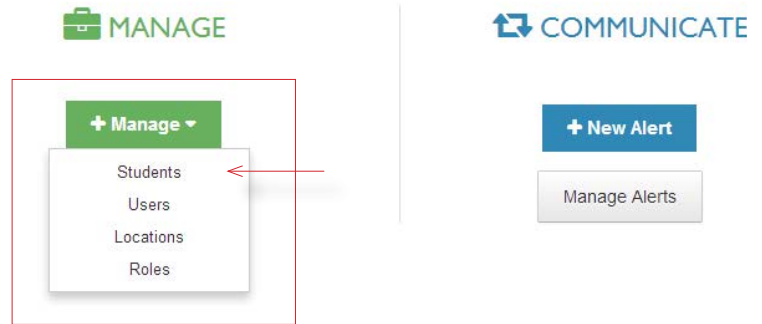 MANAGE
+ Manage
Students
Users
Locations
Roles
COMMUNICATE
+ New Alert
Manage Alerts